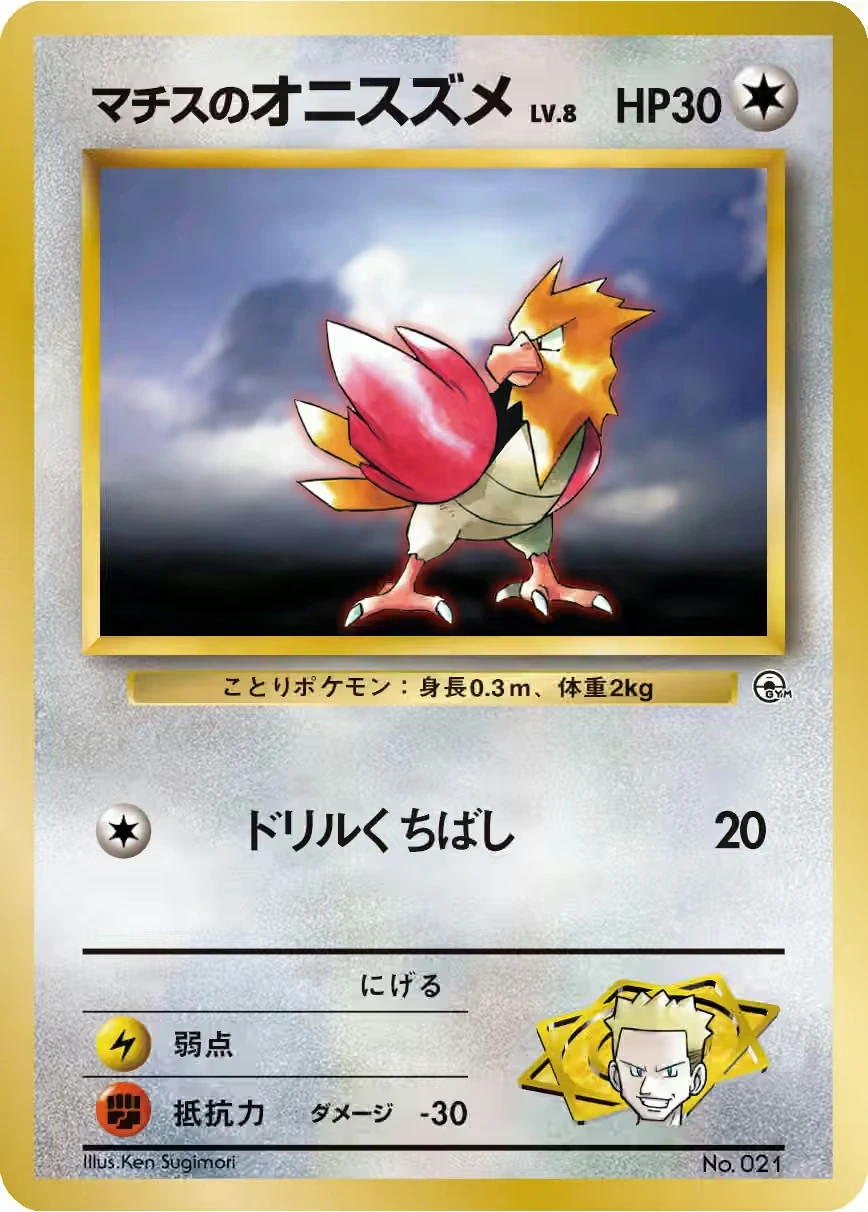 マチスのオニスズメ LV.8 HP30
ことりポケモン：身長0.3m、体重2kg
GYM
ドリルくちばし 20
にげる
弱点
抵抗力 ダメージ -30
Illus.Ken Sugimori No. 021